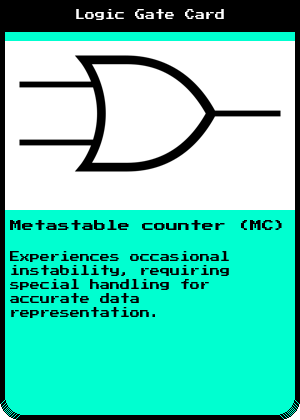 Logic Gate Card
Metastable counter (MC)
Experiences occasional
instability, requiring
special handling for
accurate data
representation.